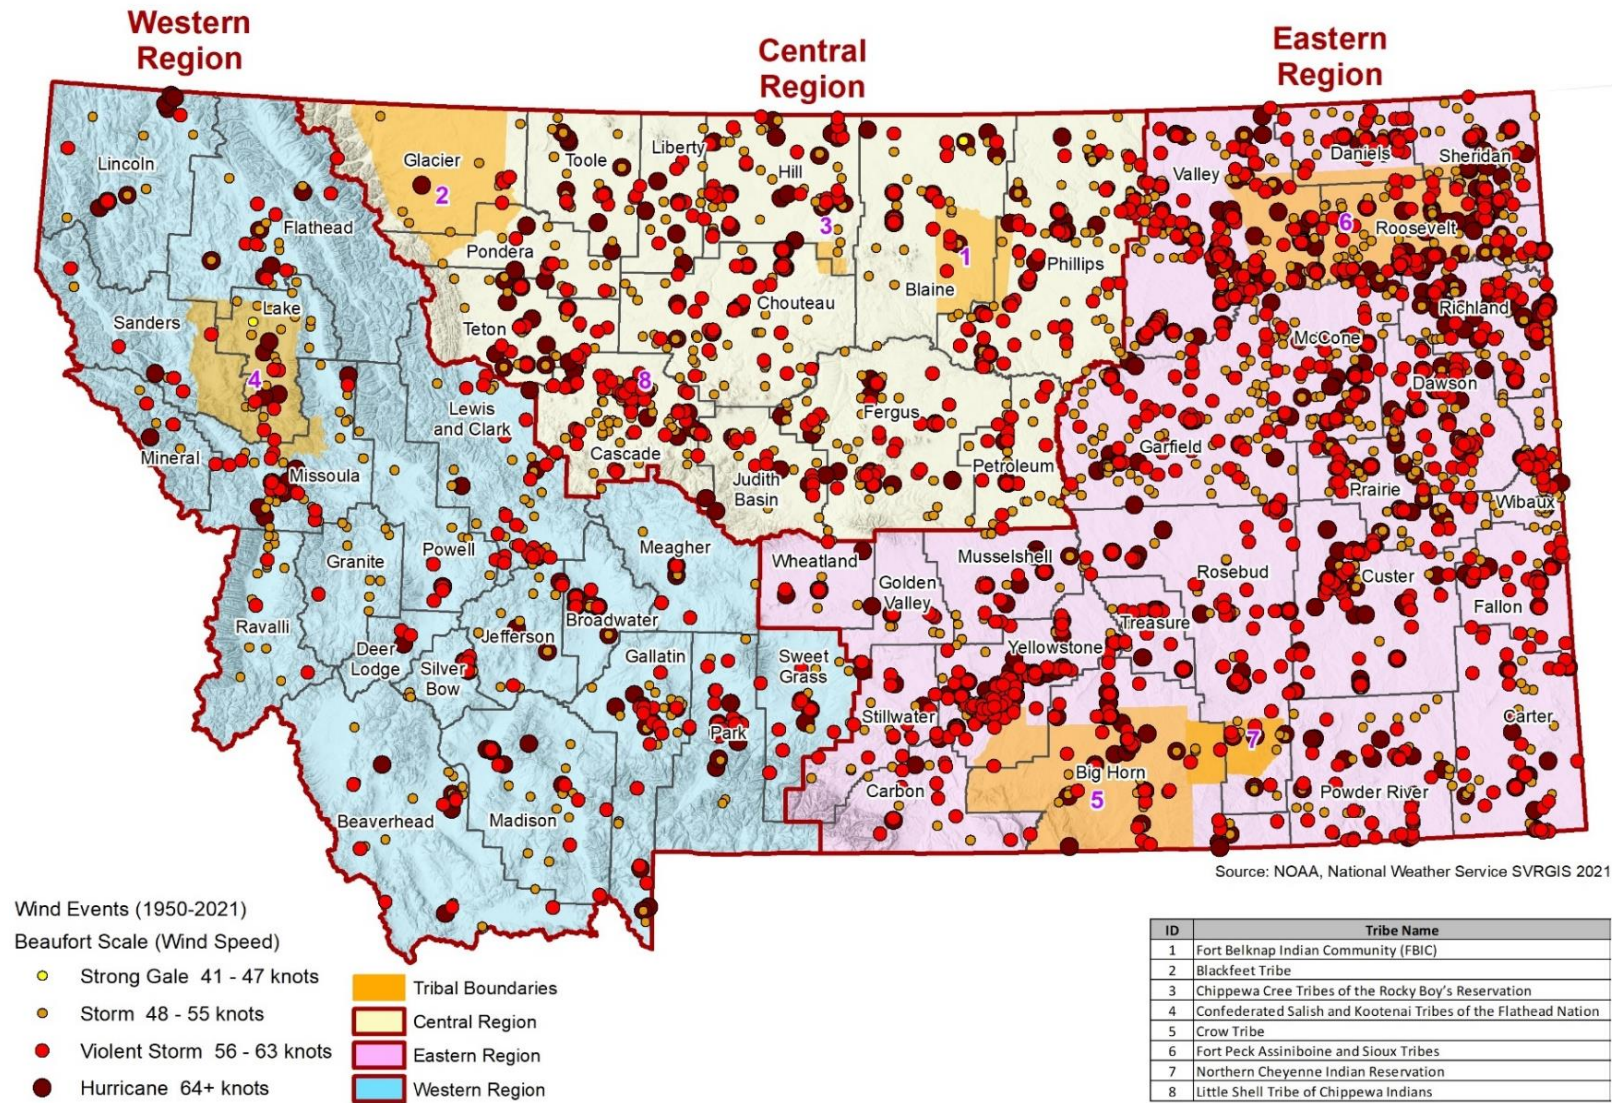 Western
Region
Central
Region
Eastern
Region
Lincoln
Flathead
Glacier
2
Toole
Liberty
Hill
3
Pondera
Blaine
1
Phillips
Valley
Daniels
Sheridan
6
Roosevelt
Sanders
Lake
4
Teton
Chouteau
Richland
McCone
Dawson
Mineral
Missoula
Lewis
and Clark
8
Cascade
Fergus
Judith
Basin
Petroleum
Garfield
Prairie
Wibaux
Granite
Powell
Meagher
Wheatland
Golden
Valley
Musselshell
Rosebud
Custer
Fallon
Ravalli
Deer
Lodge
Silver
Bow
Jefferson
Broadwater
Gallatin
Sweet
Grass
Yellowstone
Treasure
Park
Stillwater
Carter
7
Big Horn
5
Carbon
Powder River
Beaverhead
Madison
Source: NOAA, National Weather Service SVRGIS 2021
Wind Events (1950-2021)
Beaufort Scale (Wind Speed)
Strong Gale 41 - 47 knots
Storm 48 - 55 knots
Violent Storm 56 - 63 knots
Hurricane 64+ knots
Tribal Boundaries
Central Region
Eastern Region
Western Region
ID Tribe Name
1 Fort Belknap Indian Community (FBIC)
2 Blackfeet Tribe
3 Chippewa Cree Tribes of the Rocky Boy's Reservation
4 Confederated Salish and Kootenai Tribes of the Flathead Nation
5 Crow Tribe
6 Fort Peck Assiniboine and Sioux Tribes
7 Northern Cheyenne Indian Reservation
8 Little Shell Tribe of Chippewa Indians